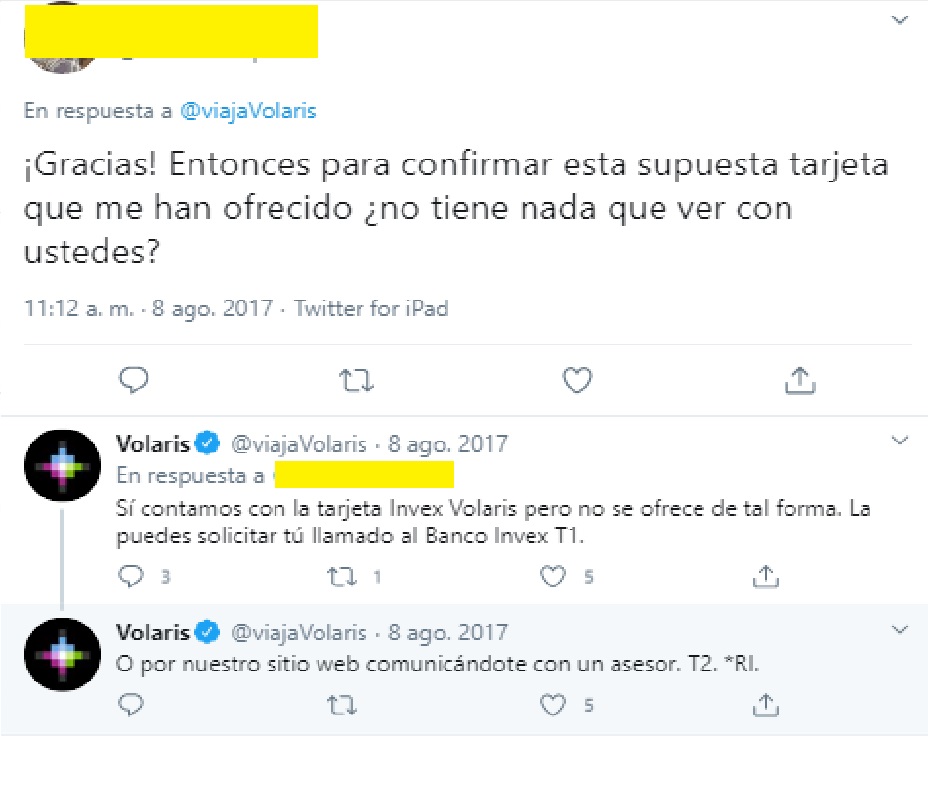 En respuesta a @viajaVolaris
¡Gracias! Entonces para confirmar esta supuesta tarjeta
que me han ofrecido ¿no tiene nada que ver con
ustedes?
11:12 a. m. · 8 ago. 2017 · Twitter for iPad
Volaris @viajaVolaris · 8 ago. 2017
En respuesta a
Sí contamos con la tarjeta Invex Volaris pero no se ofrece de tal forma. La
puedes solicitar tú llamado al Banco Invex T1.
3 1 5
Volaris @viajaVolaris · 8 ago. 2017
O por nuestro sitio web comunicándote con un asesor. T2. *RI.
5